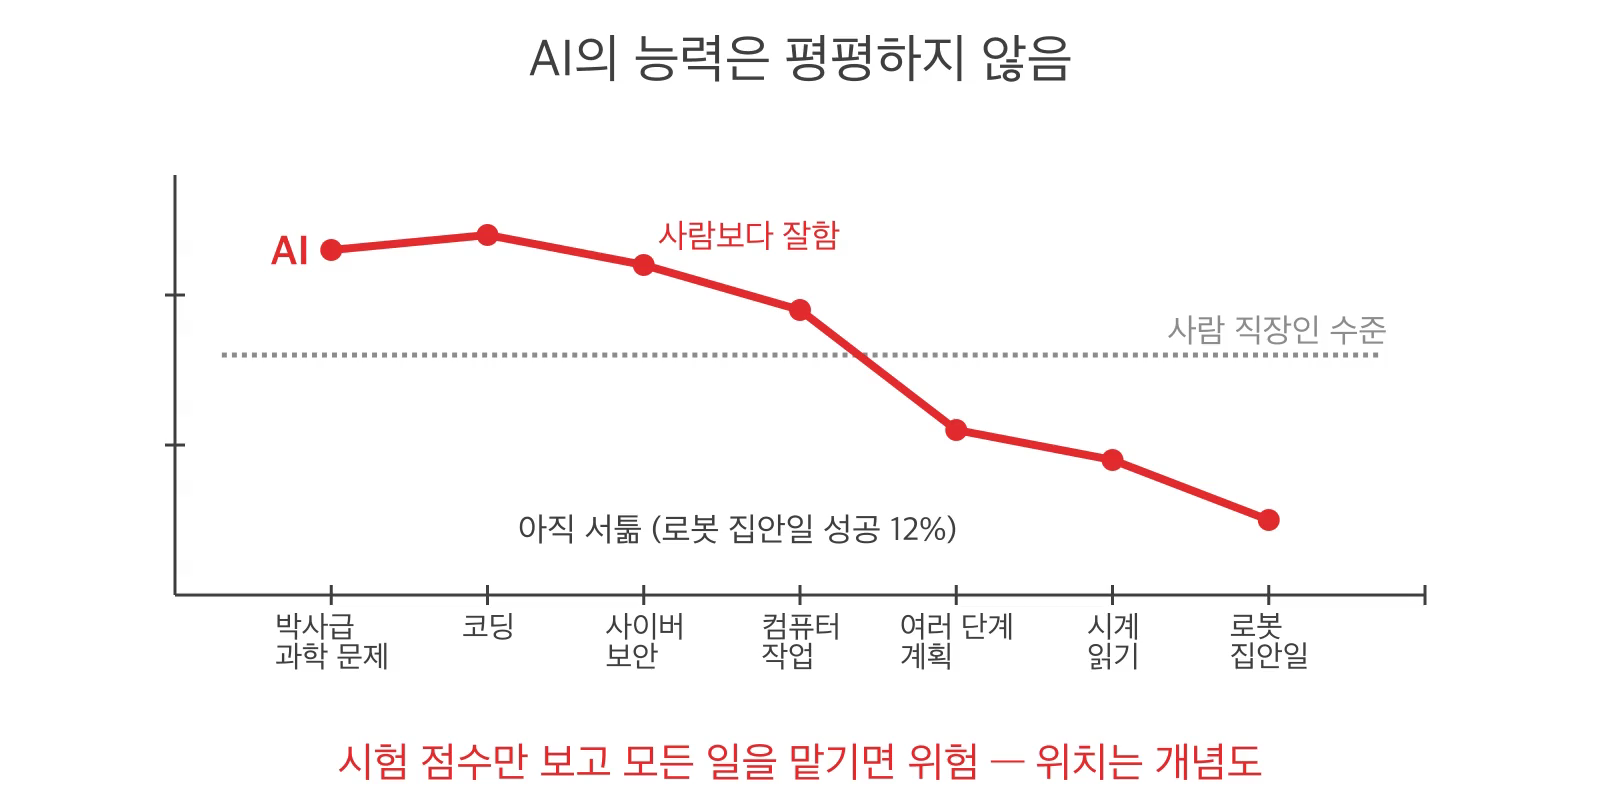 AI의 능력은 평평하지 않음
AI
사람보다 잘함
사람 직장인 수준
아직 서툶 (로봇 집안일 성공 12%)
박사급
과학 문제
코딩
사이버
보안
컴퓨터
작업
여러 단계
계획
시계
읽기
로봇
집안일
시험 점수만 보고 모든 일을 맡기면 위험 — 위치는 개념도